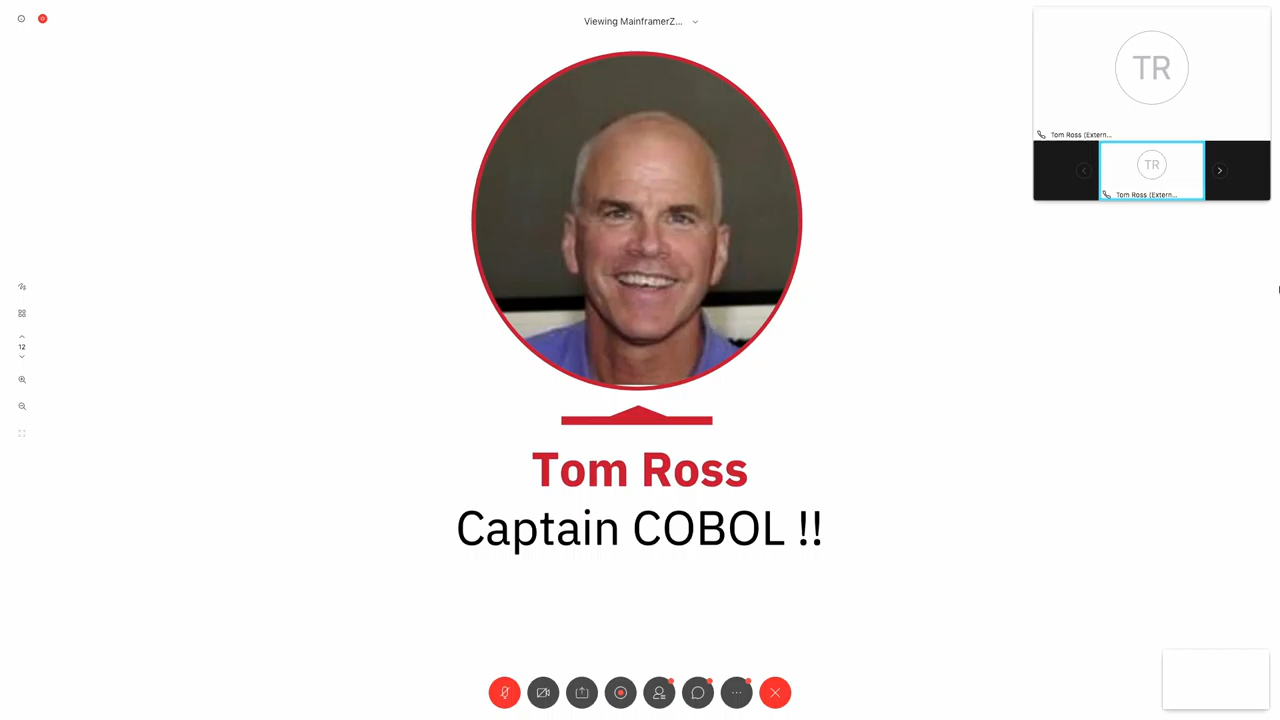 Viewing MainframerZ...
TR
Tom Ross (Extern...
TR
Tom Ross (Extern...
12
Tom Ross
Captain COBOL !!